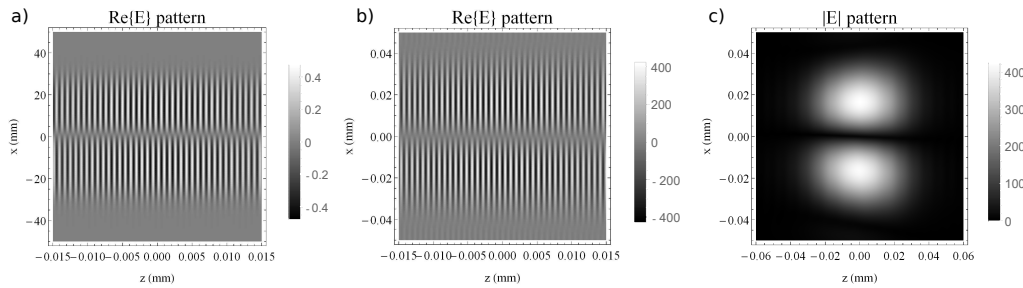 a)
Re{E} pattern
40
20
0
−20
−40
x (mm)
−0.015−0.010−0.005 0.000 0.005 0.010 0.015
z (mm)
0.4
0.2
0
-0.2
-0.4
b)
Re{E} pattern
0.04
0.02
0.00
−0.02
−0.04
x (mm)
−0.015−0.010−0.005 0.000 0.005 0.010 0.015
z (mm)
400
200
0
- 200
- 400
c)
|E| pattern
0.04
0.02
0.00
−0.02
−0.04
x (mm)
−0.06 −0.04 −0.02 0.00 0.02 0.04 0.06
z (mm)
400
300
200
100
0